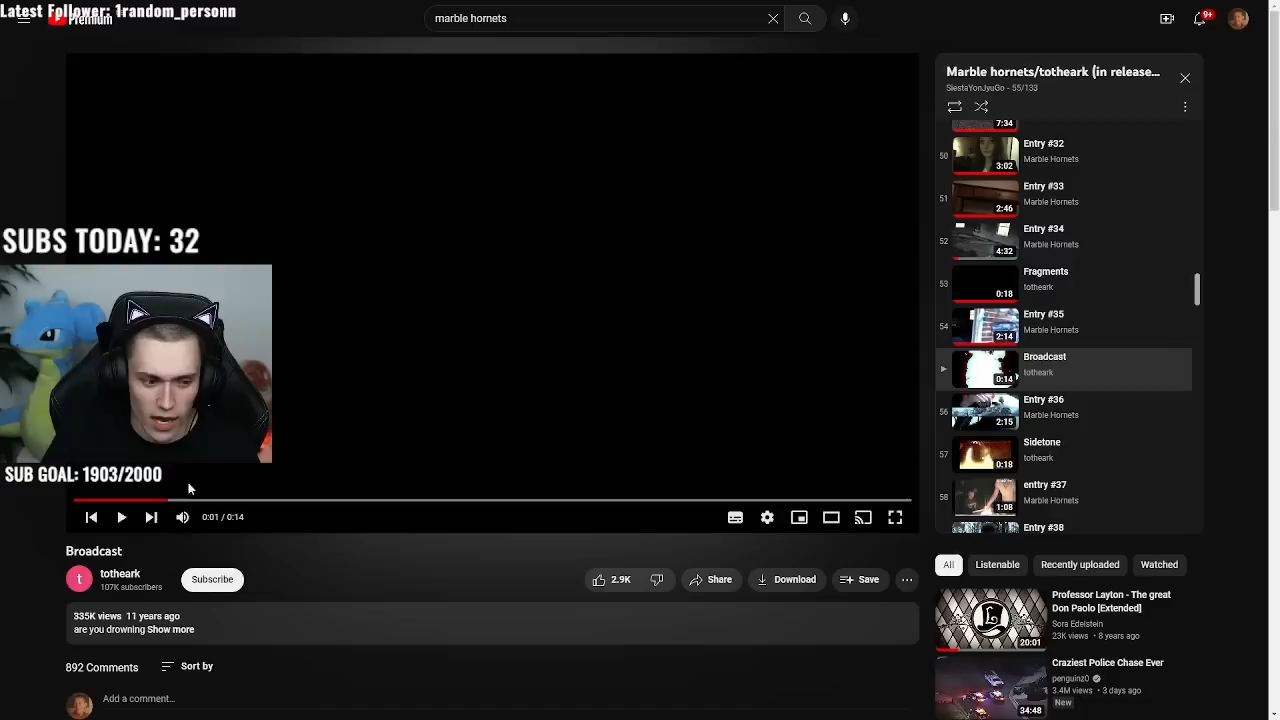 Latest Follower: 1random_personn
Premium
marble hornets
9+
SUBS TODAY: 32
SUB GOAL: 1903/2000
0:01 / 0:14
Broadcast
t
totheark
107K subscribers
Subscribe
2.9K
Share
Download
Save
335K views 11 years ago
are you drowning Show more
892 Comments
Sort by
Add a comment...
Marble hornets/totheark (in release...
SiestaYonJyuGo - 55/133
7:34
50
3:02
Entry #32
Marble Hornets
51
2:46
Entry #33
Marble Hornets
52
4:32
Entry #34
Marble Hornets
53
0:18
Fragments
totheark
54
2:14
Entry #35
Marble Hornets
0:14
Broadcast
totheark
56
2:15
Entry #36
Marble Hornets
57
0:18
Sidetone
totheark
58
1:08
enttry #37
Marble Hornets
Entry #38
All
Listenable
Recently uploaded
Watched
20:01
Professor Layton - The great
Don Paolo [Extended]
Sora Edelstein
23K views • 8 years ago
34:48
Craziest Police Chase Ever
penguinz0
3.4M views • 3 days ago
New